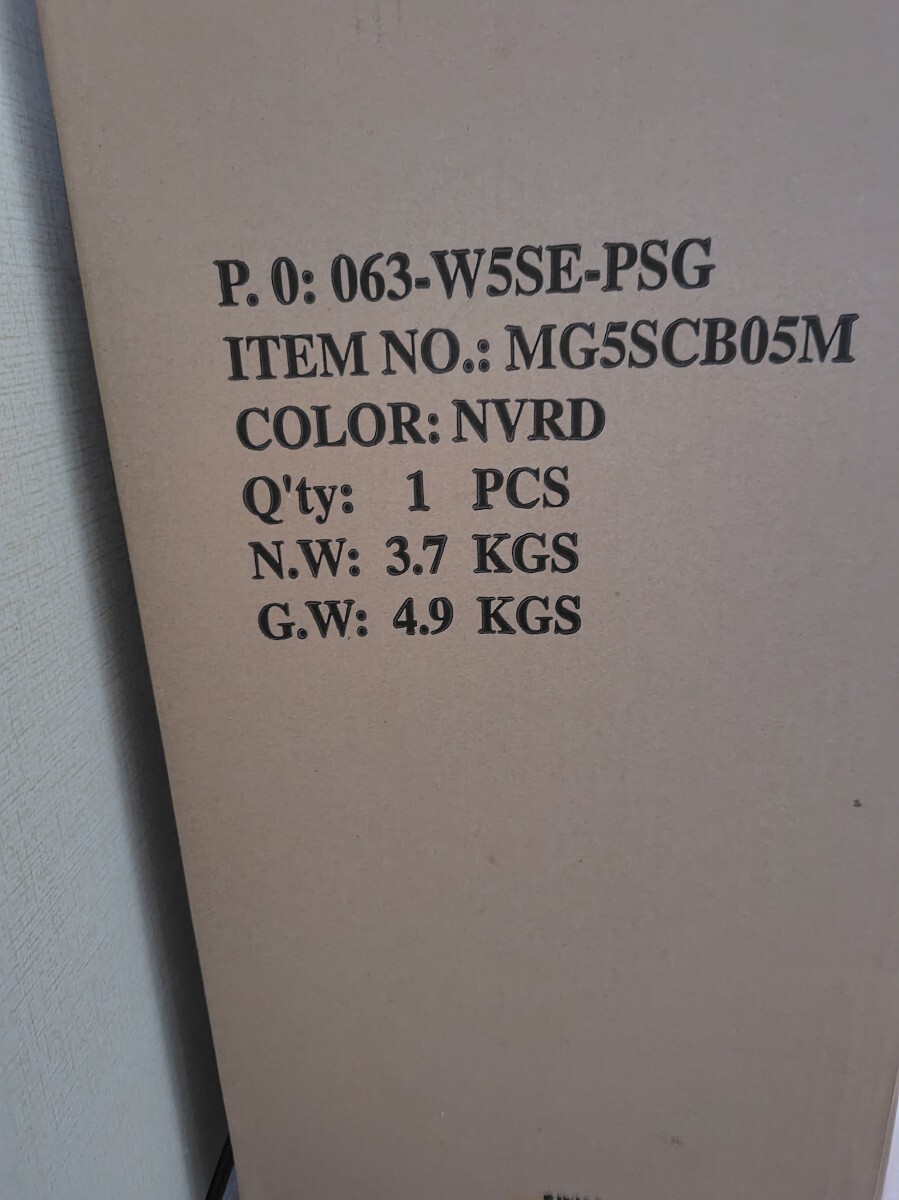 P. 0: 063-W5SE-PSG
ITEM NO.: MG5SCB05M
COLOR: NVRD
Q'ty: 1 PCS
N.W: 3.7 KGS
G.W: 4.9 KGS